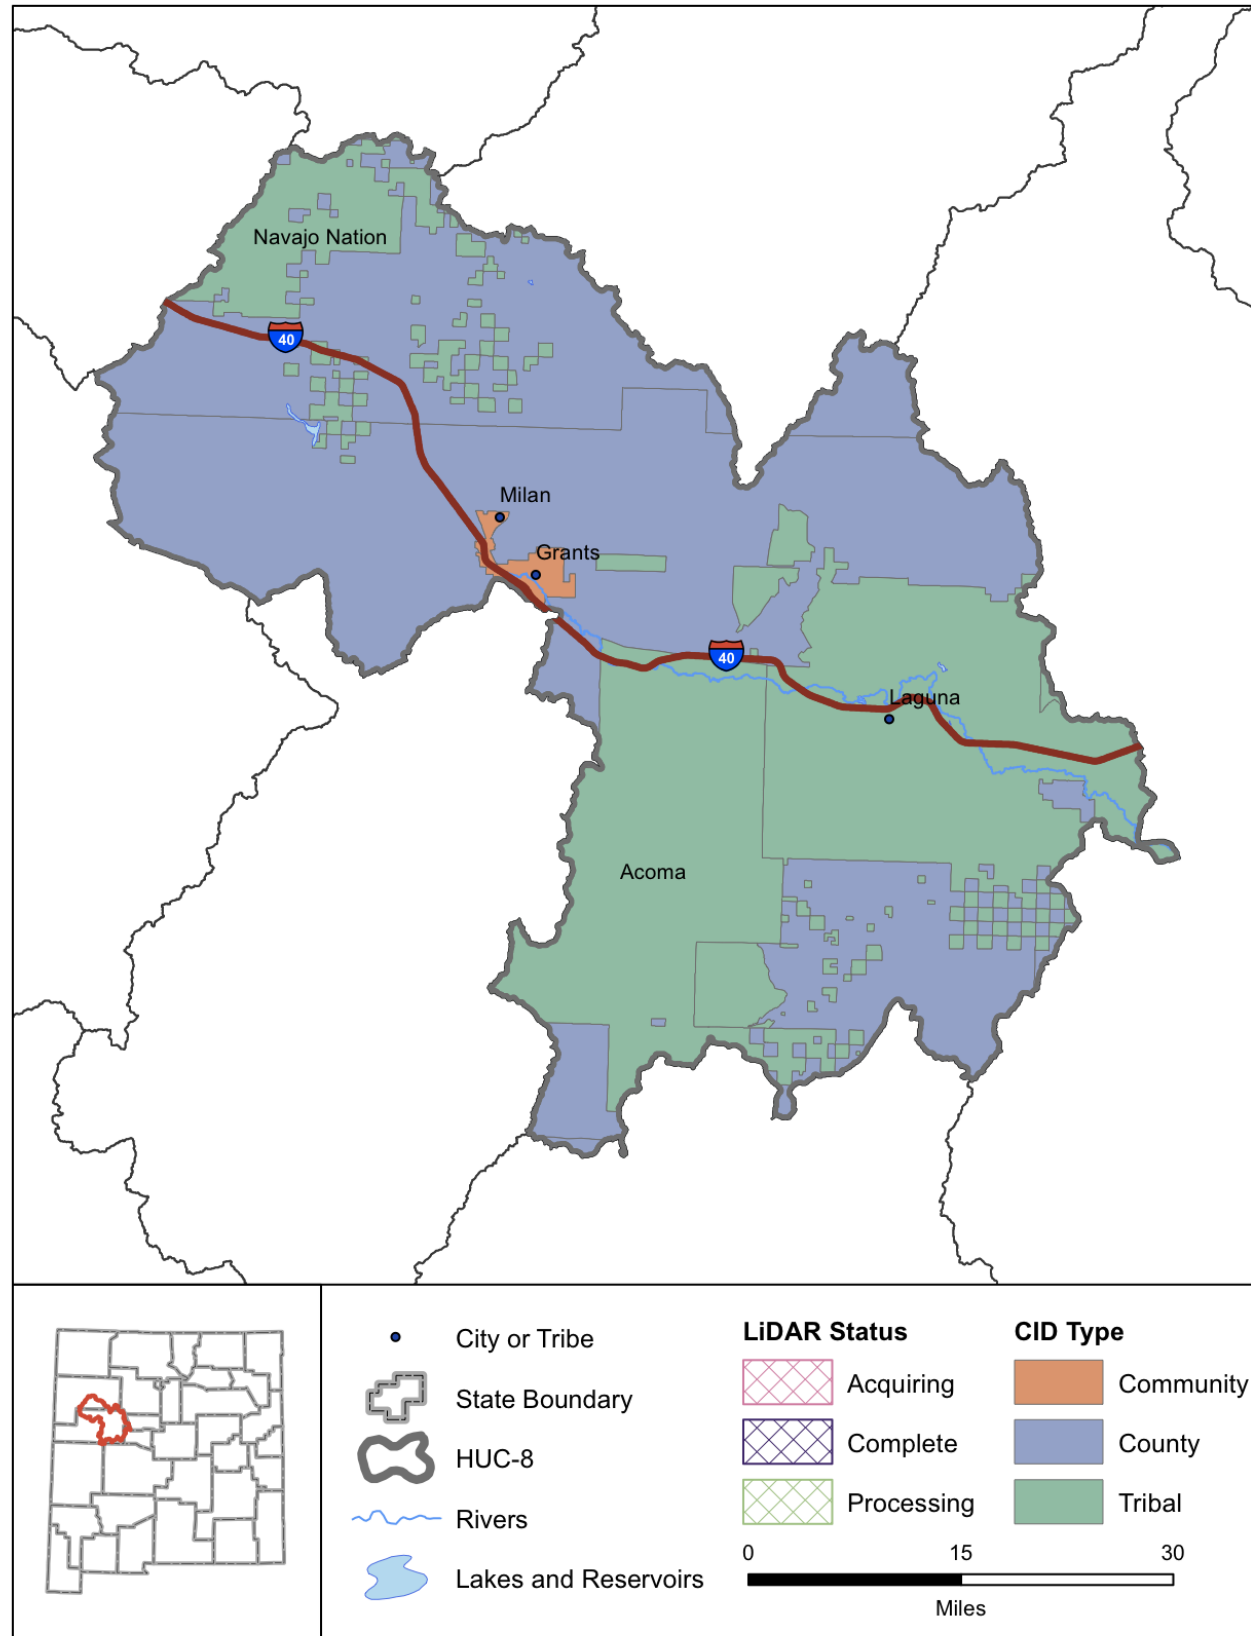 Navajo Nation
40
Milan
Grants
40
Laguna
Acoma
City or Tribe
State Boundary
HUC-8
Rivers
Lakes and Reservoirs
LiDAR Status
Acquiring
Complete
Processing
CID Type
Community
County
Tribal
0 15 30
Miles